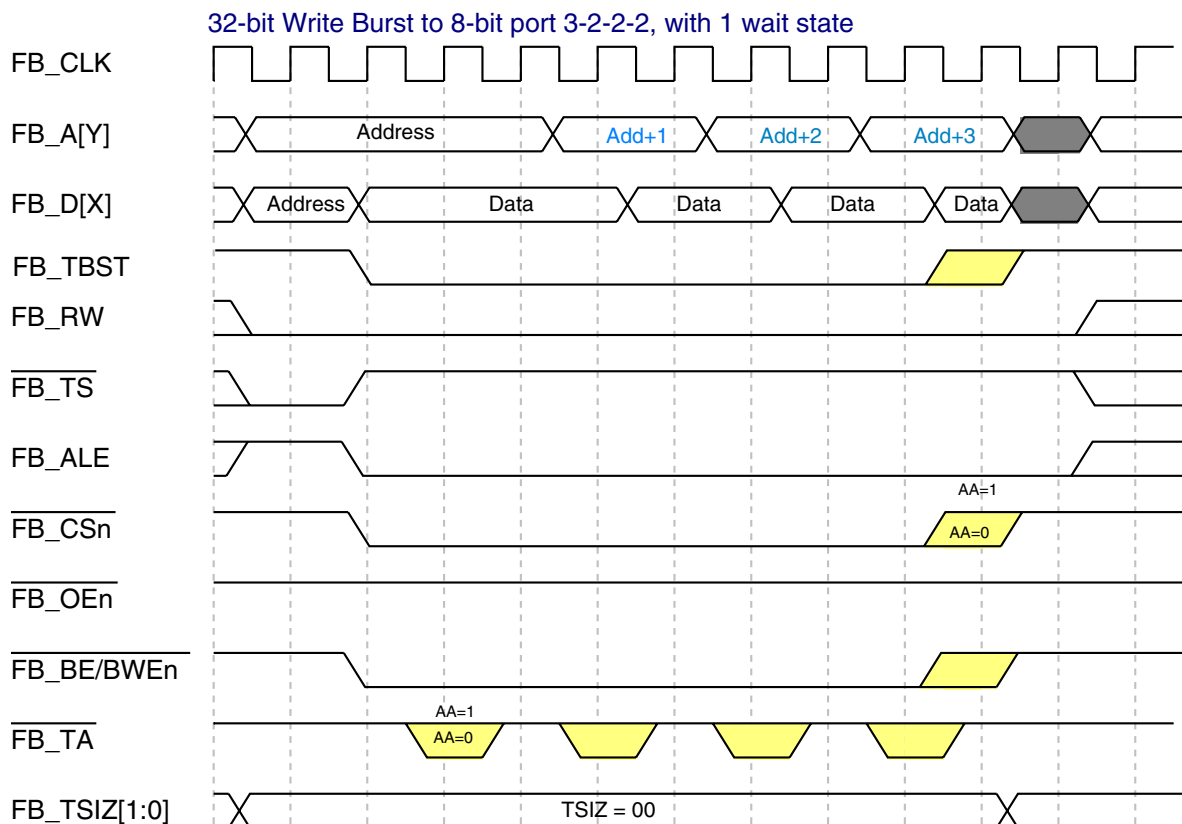 32-bit Write Burst to 8-bit port 3-2-2-2, with 1 wait state
FB_CLK
FB_A[Y] Address Add+1 Add+2 Add+3
FB_D[X] Address Data Data Data Data
FB_TBST
FB_RW
FB_TS
FB_ALE
AA=1
FB_CSn AA=0
FB_OEn
FB_BE/BWEn
AA=1
FB_TA AA=0
FB_TSIZ[1:0] TSIZ = 00